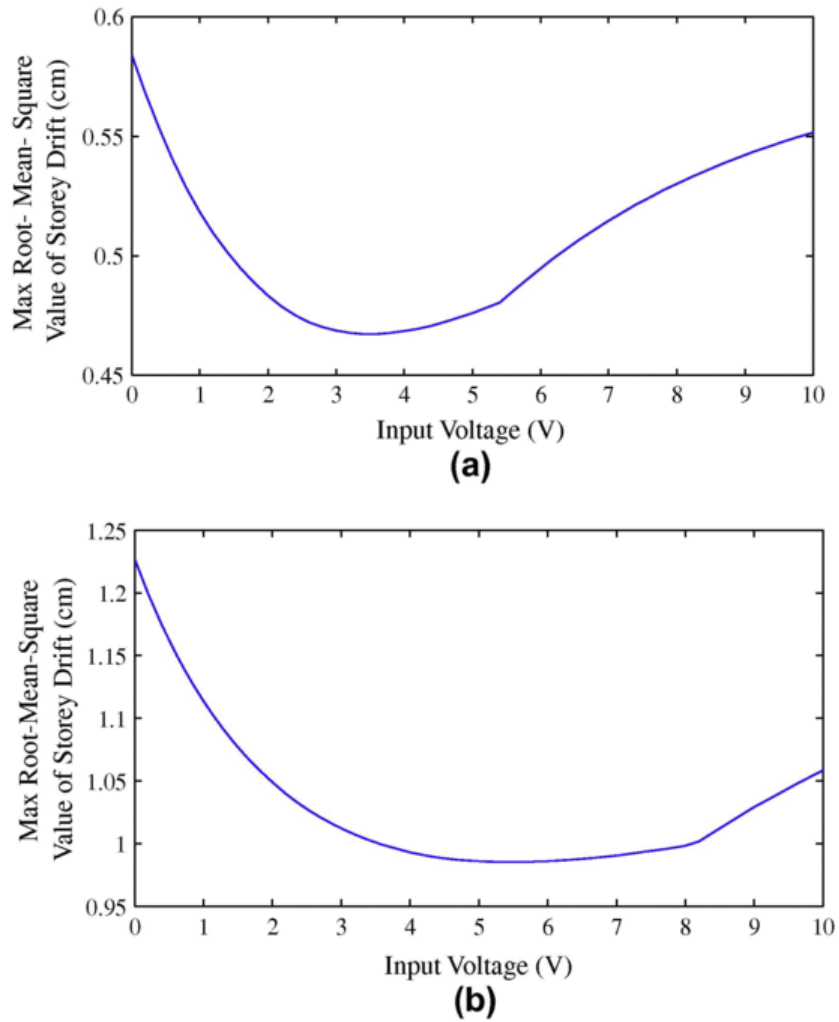 Max Root- Mean- Square
Value of Storey Drift (cm)
0.6
0.55
0.5
0.45
0 1 2 3 4 5 6 7 8 9 10
Input Voltage (V)
(a)
Max Root-Mean-Square
Value of Storey Drift (cm)
1.25
1.2
1.15
1.1
1.05
1
0.95
0 1 2 3 4 5 6 7 8 9 10
Input Voltage (V)
(b)